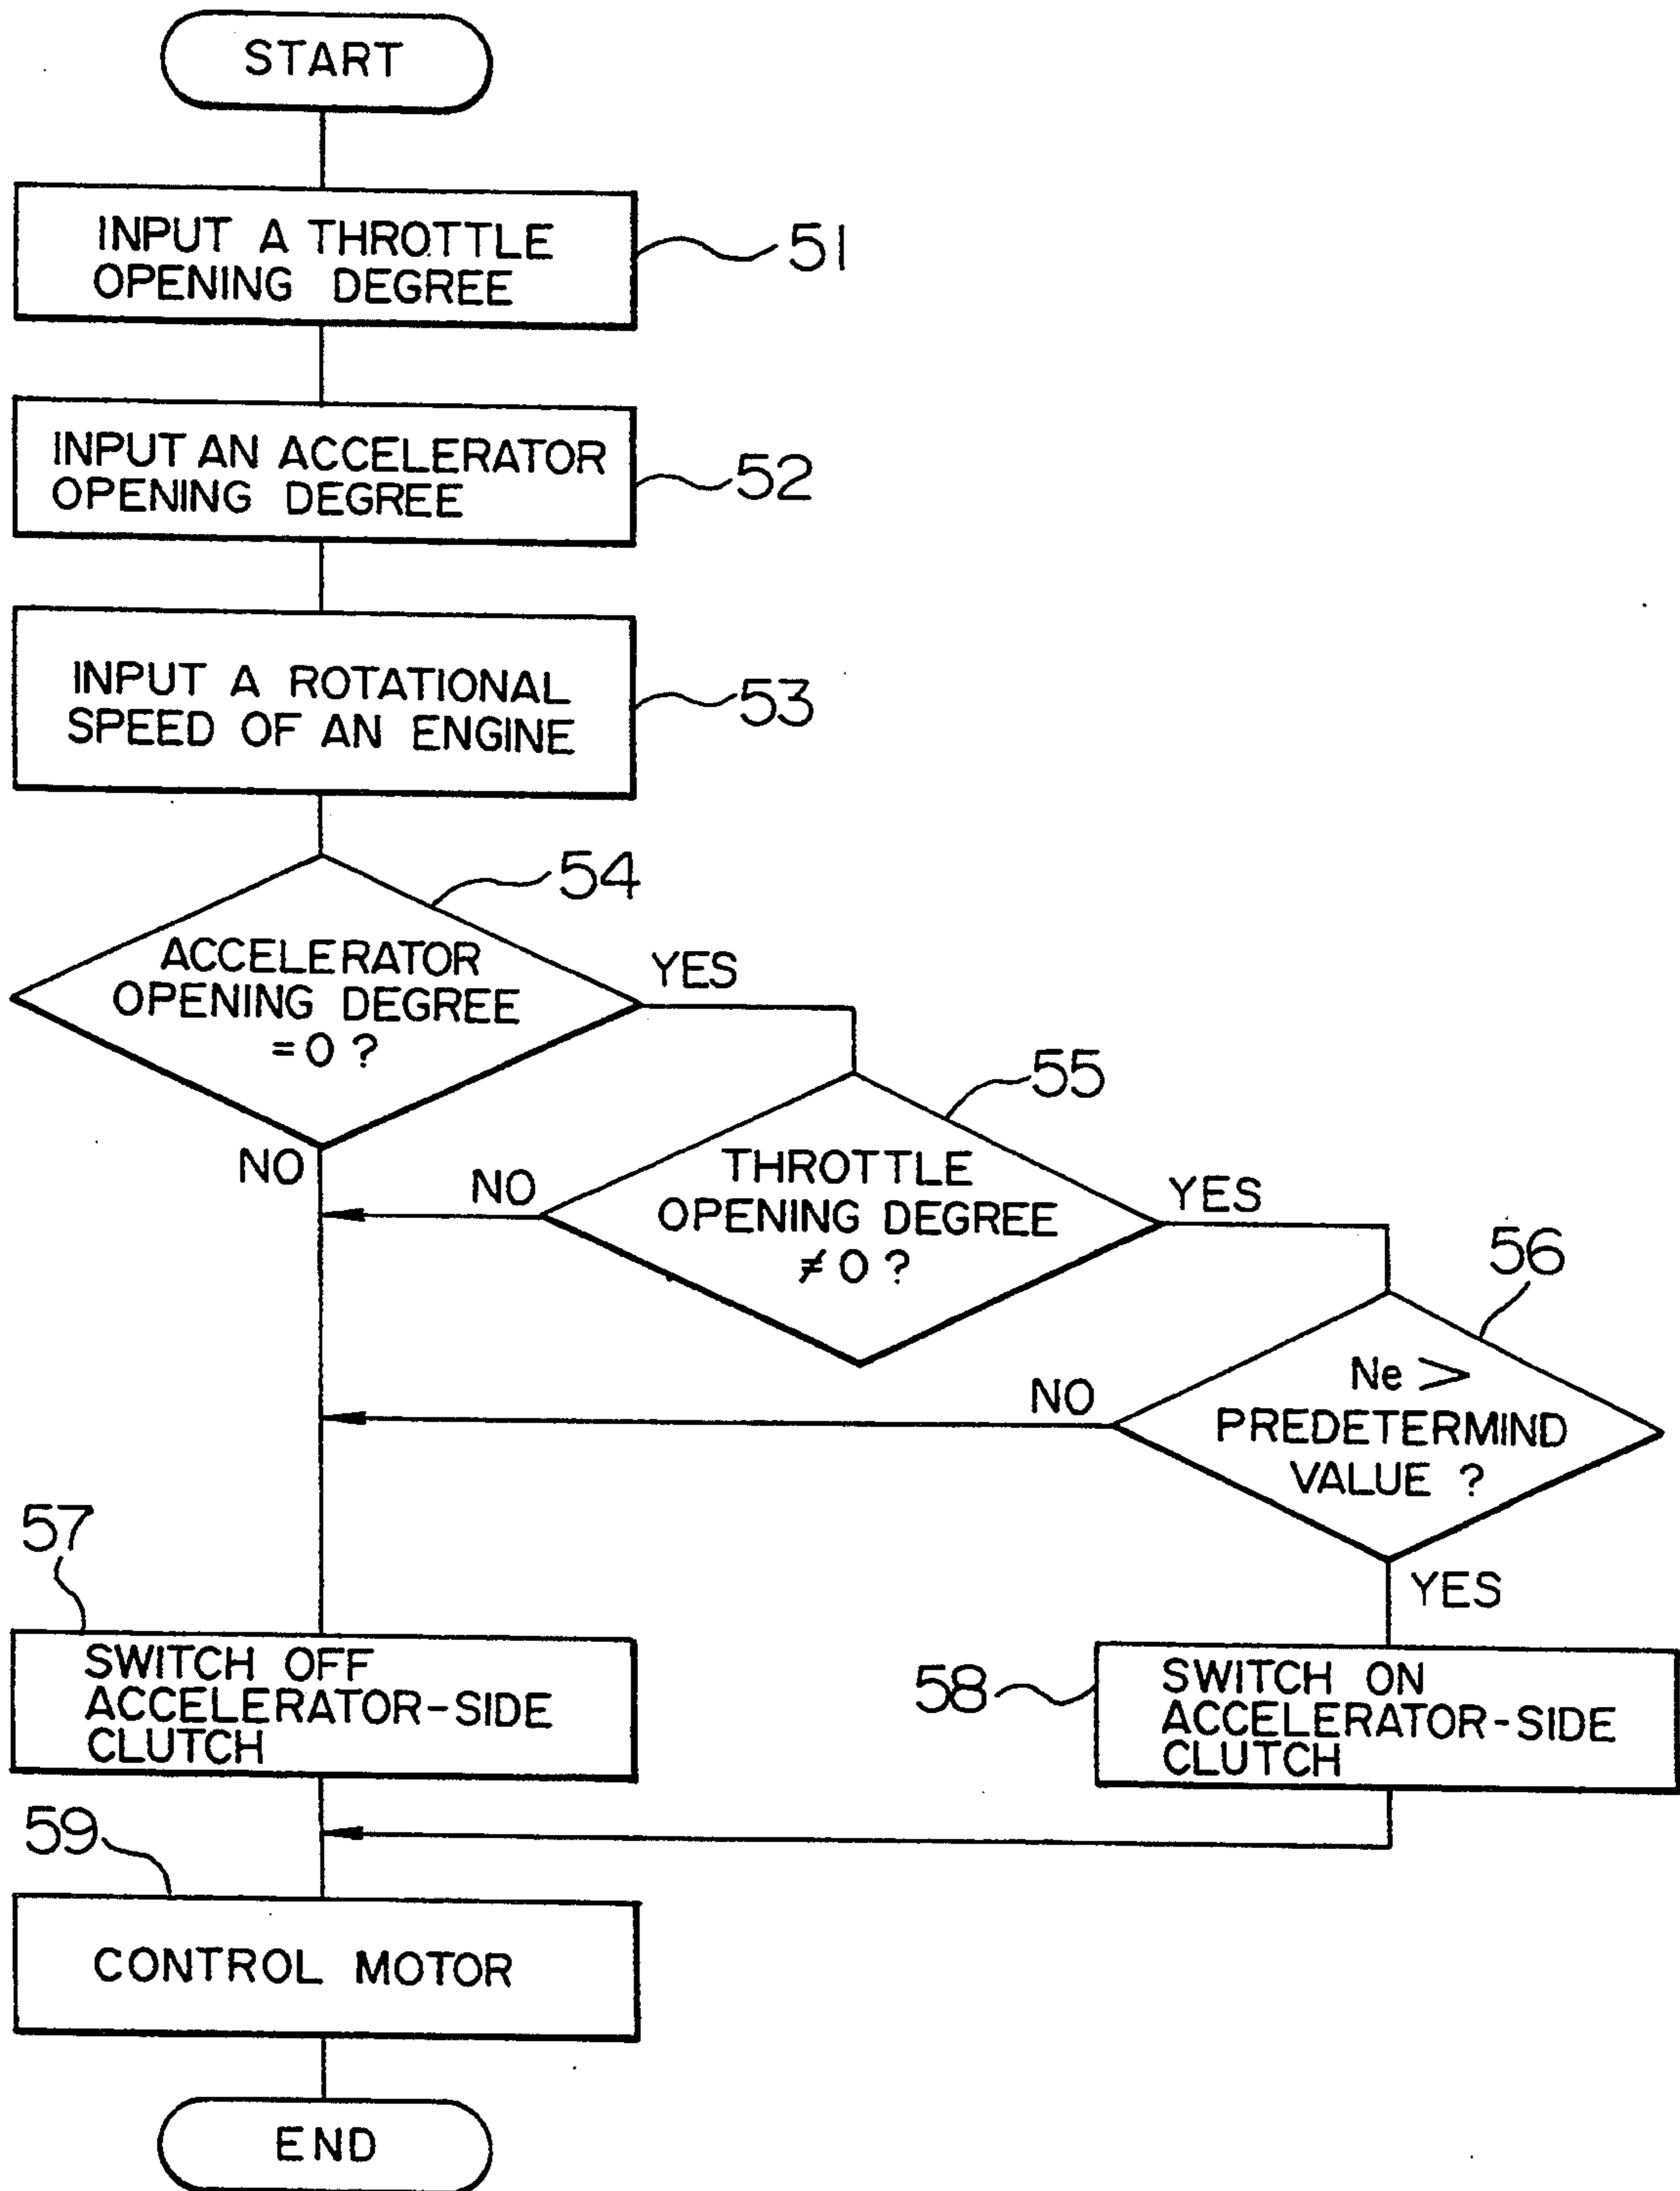 START
INPUT A THROTTLE
OPENING DEGREE
51
INPUT AN ACCELERATOR
OPENING DEGREE
52
INPUT A ROTATIONAL
SPEED OF AN ENGINE
53
54
ACCELERATOR
OPENING DEGREE
=0?
YES
NO
55
THROTTLE
OPENING DEGREE
≠0?
NO
YES
56
Ne >
PREDETERMIND
VALUE ?
NO
YES
57
SWITCH OFF
ACCELERATOR-SIDE
CLUTCH
58
SWITCH ON
ACCELERATOR-SIDE
CLUTCH
59
CONTROL MOTOR
END